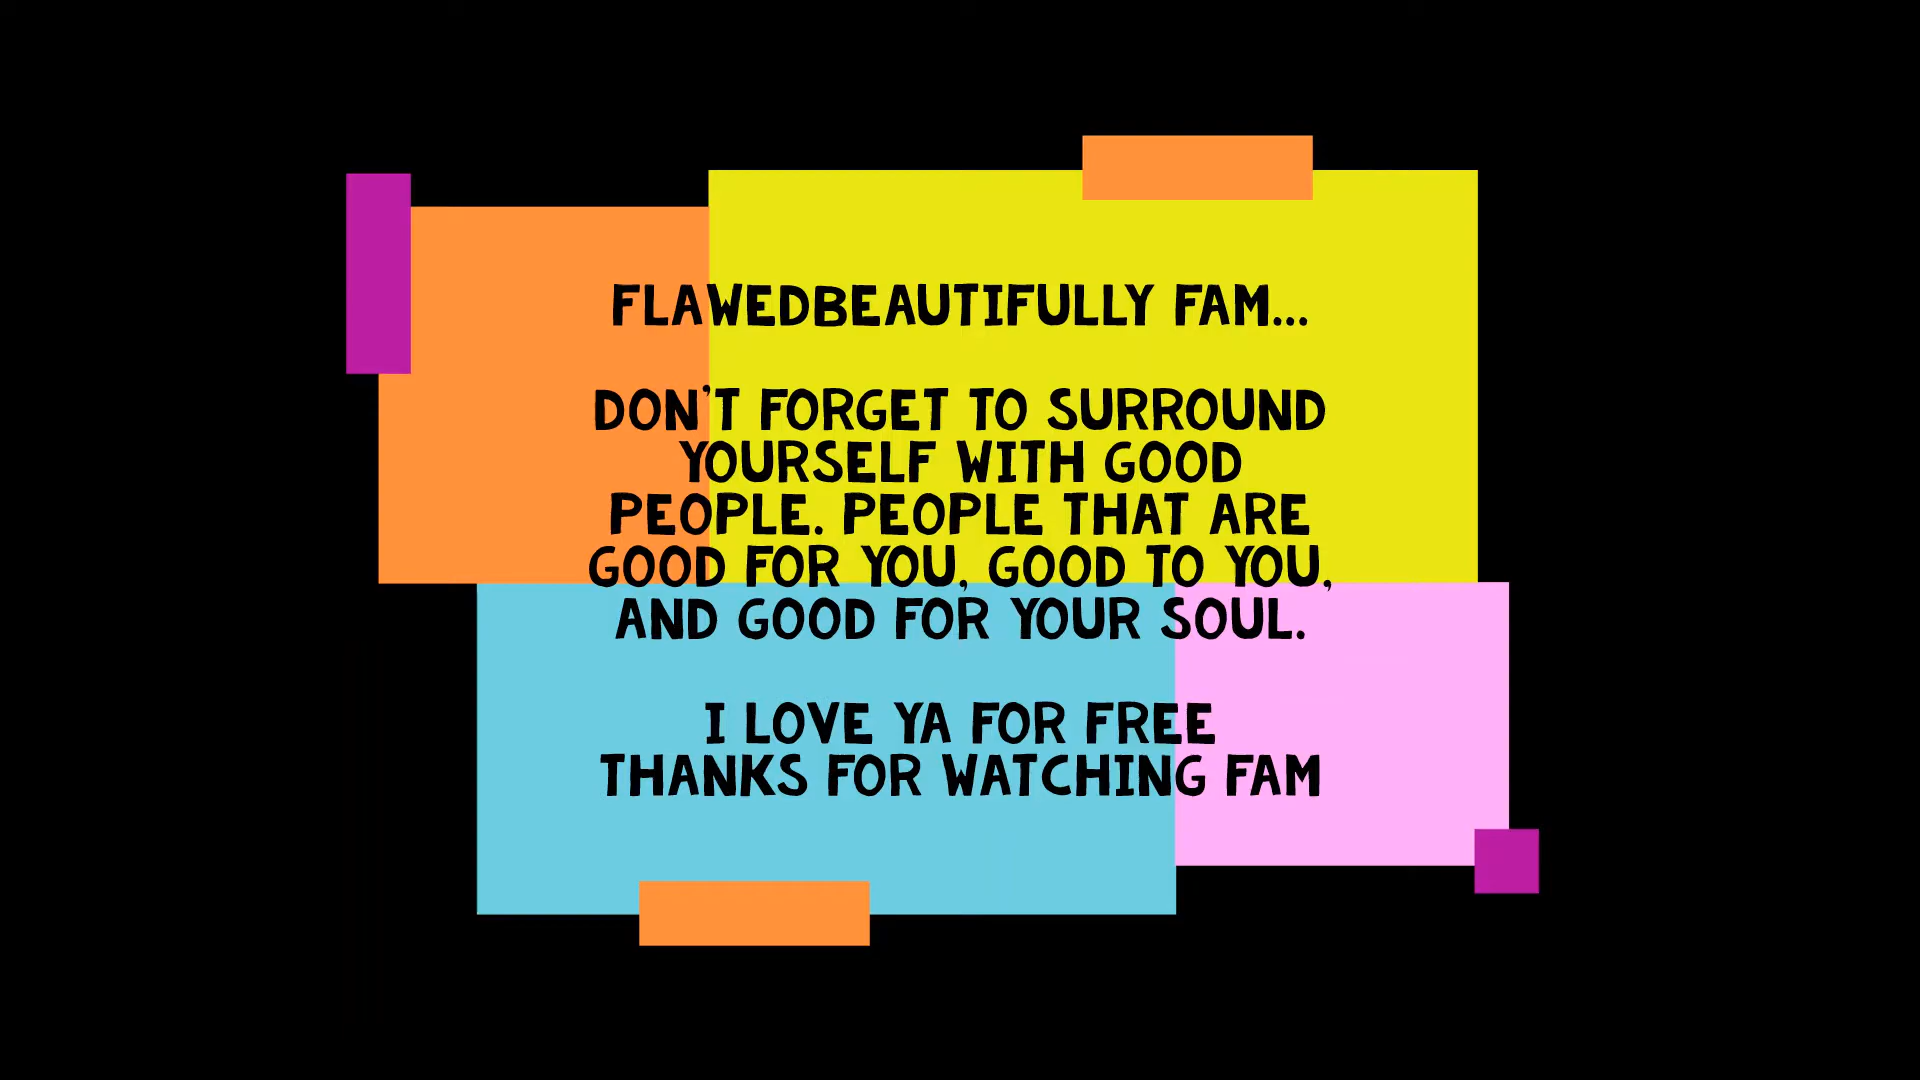 FLAWEDBEAUTIFULLY FAM...
DON'T FORGET TO SURROUND
YOURSELF WITH GOOD
PEOPLE. PEOPLE THAT ARE
GOOD FOR YOU, GOOD TO YOU,
AND GOOD FOR YOUR SOUL.
I LOVE YA FOR FREE
THANKS FOR WATCHING FAM